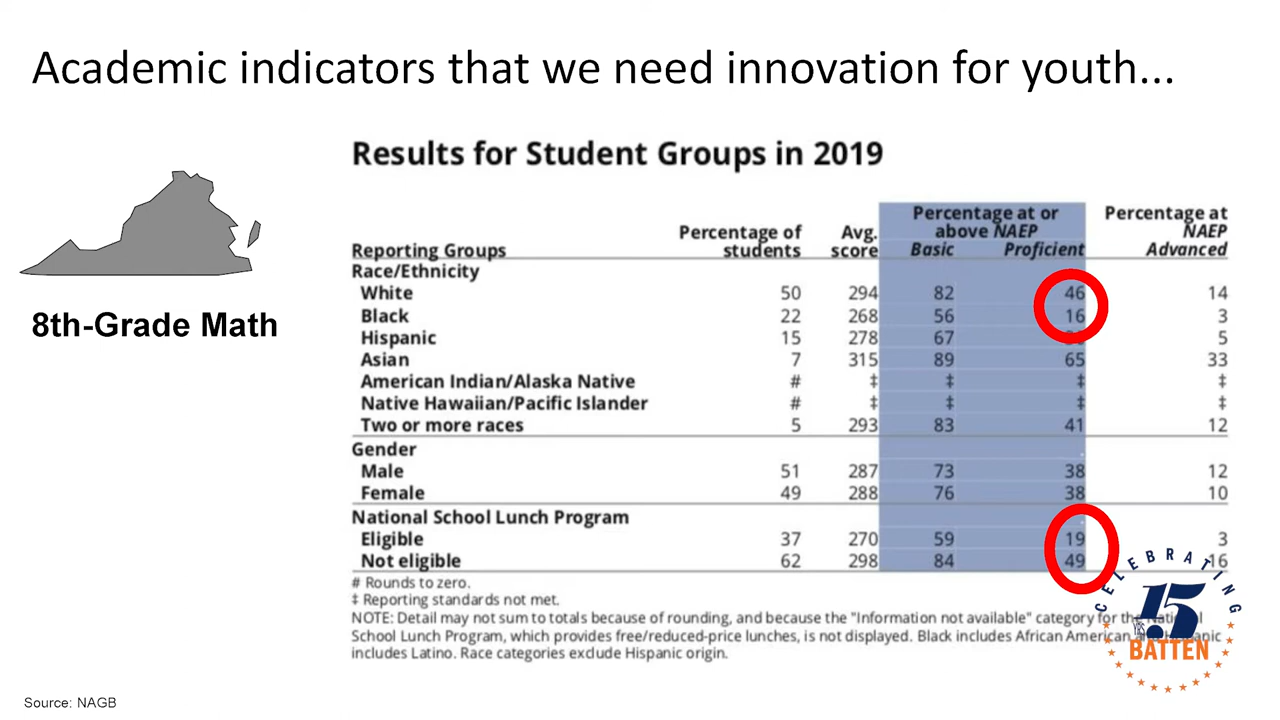 Academic indicators that we need innovation for youth...
Results for Student Groups in 2019
8th-Grade Math
Percentage at or Percentage at
Percentage of Avg. above NAEP NAEP
Reporting Groups students score Basic Proficient Advanced
Race/Ethnicity
White 50 294 82 46 14
Black 22 268 56 16 3
Hispanic 15 278 67 5
Asian 7 315 89 65 33
American Indian/Alaska Native # ‡ ‡ ‡ ‡
Native Hawaiian/Pacific Islander # ‡ ‡ ‡ ‡
Two or more races 5 293 83 41 12
Gender
Male 51 287 73 38 12
Female 49 288 76 38 10
National School Lunch Program
Eligible 37 270 59 19 3
Not eligible 62 298 84 49 16
# Rounds to zero.
‡ Reporting standards not met.
NOTE: Detail may not sum to totals because of rounding, and because the "Information not available" category for the
School Lunch Program, which provides free/reduced-price lunches, is not displayed. Black includes African American
includes Latino. Race categories exclude Hispanic origin.
CELEBRATING
15
BATTEN
Source: NAGB